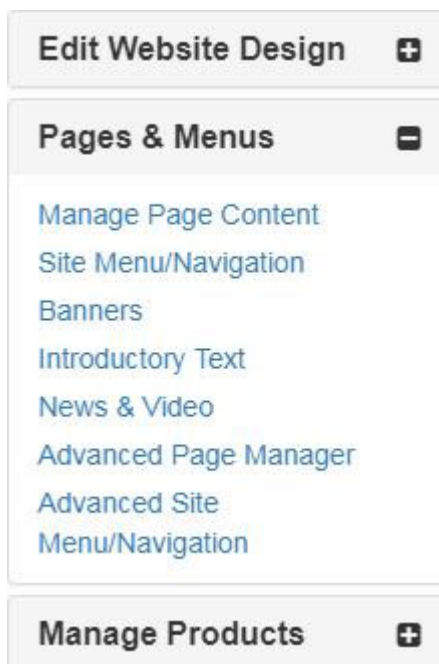 Edit Website Design
Pages & Menus
Manage Page Content
Site Menu/Navigation
Banners
Introductory Text
News & Video
Advanced Page Manager
Advanced Site
Menu/Navigation
Manage Products